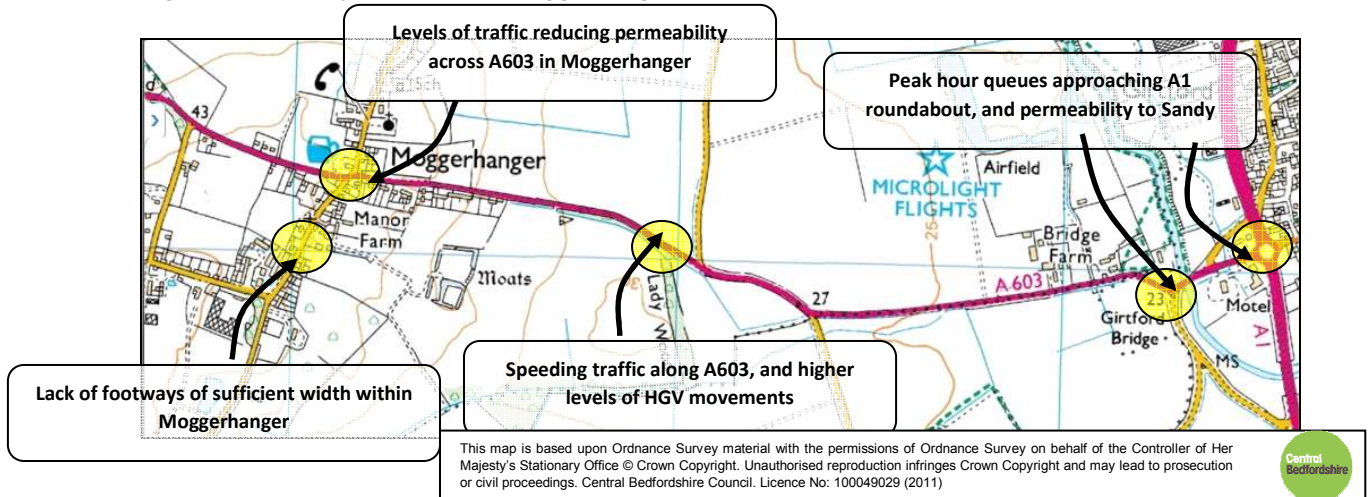 Levels of traffic reducing permeability
across A603 in Moggerhanger
Peak hour queues approaching A1
roundabout, and permeability to Sandy
43
Moggerhanger
Manor
Farm
Moats
MICROLIGHT
FLIGHTS
Airfield
25
Bridge
Farm
A 603
27
23
Girtford
Bridge
Motel
A1
MS
Lady
Speeding traffic along A603, and higher
levels of HGV movements
Lack of footways of sufficient width within
Moggerhanger
This map is based upon Ordnance Survey material with the permissions of Ordnance Survey on behalf of the Controller of Her
Majesty's Stationary Office © Crown Copyright. Unauthorised reproduction infringes Crown Copyright and may lead to prosecution
or civil proceedings. Central Bedfordshire Council. Licence No: 100049029 (2011)
Central
Bedfordshire